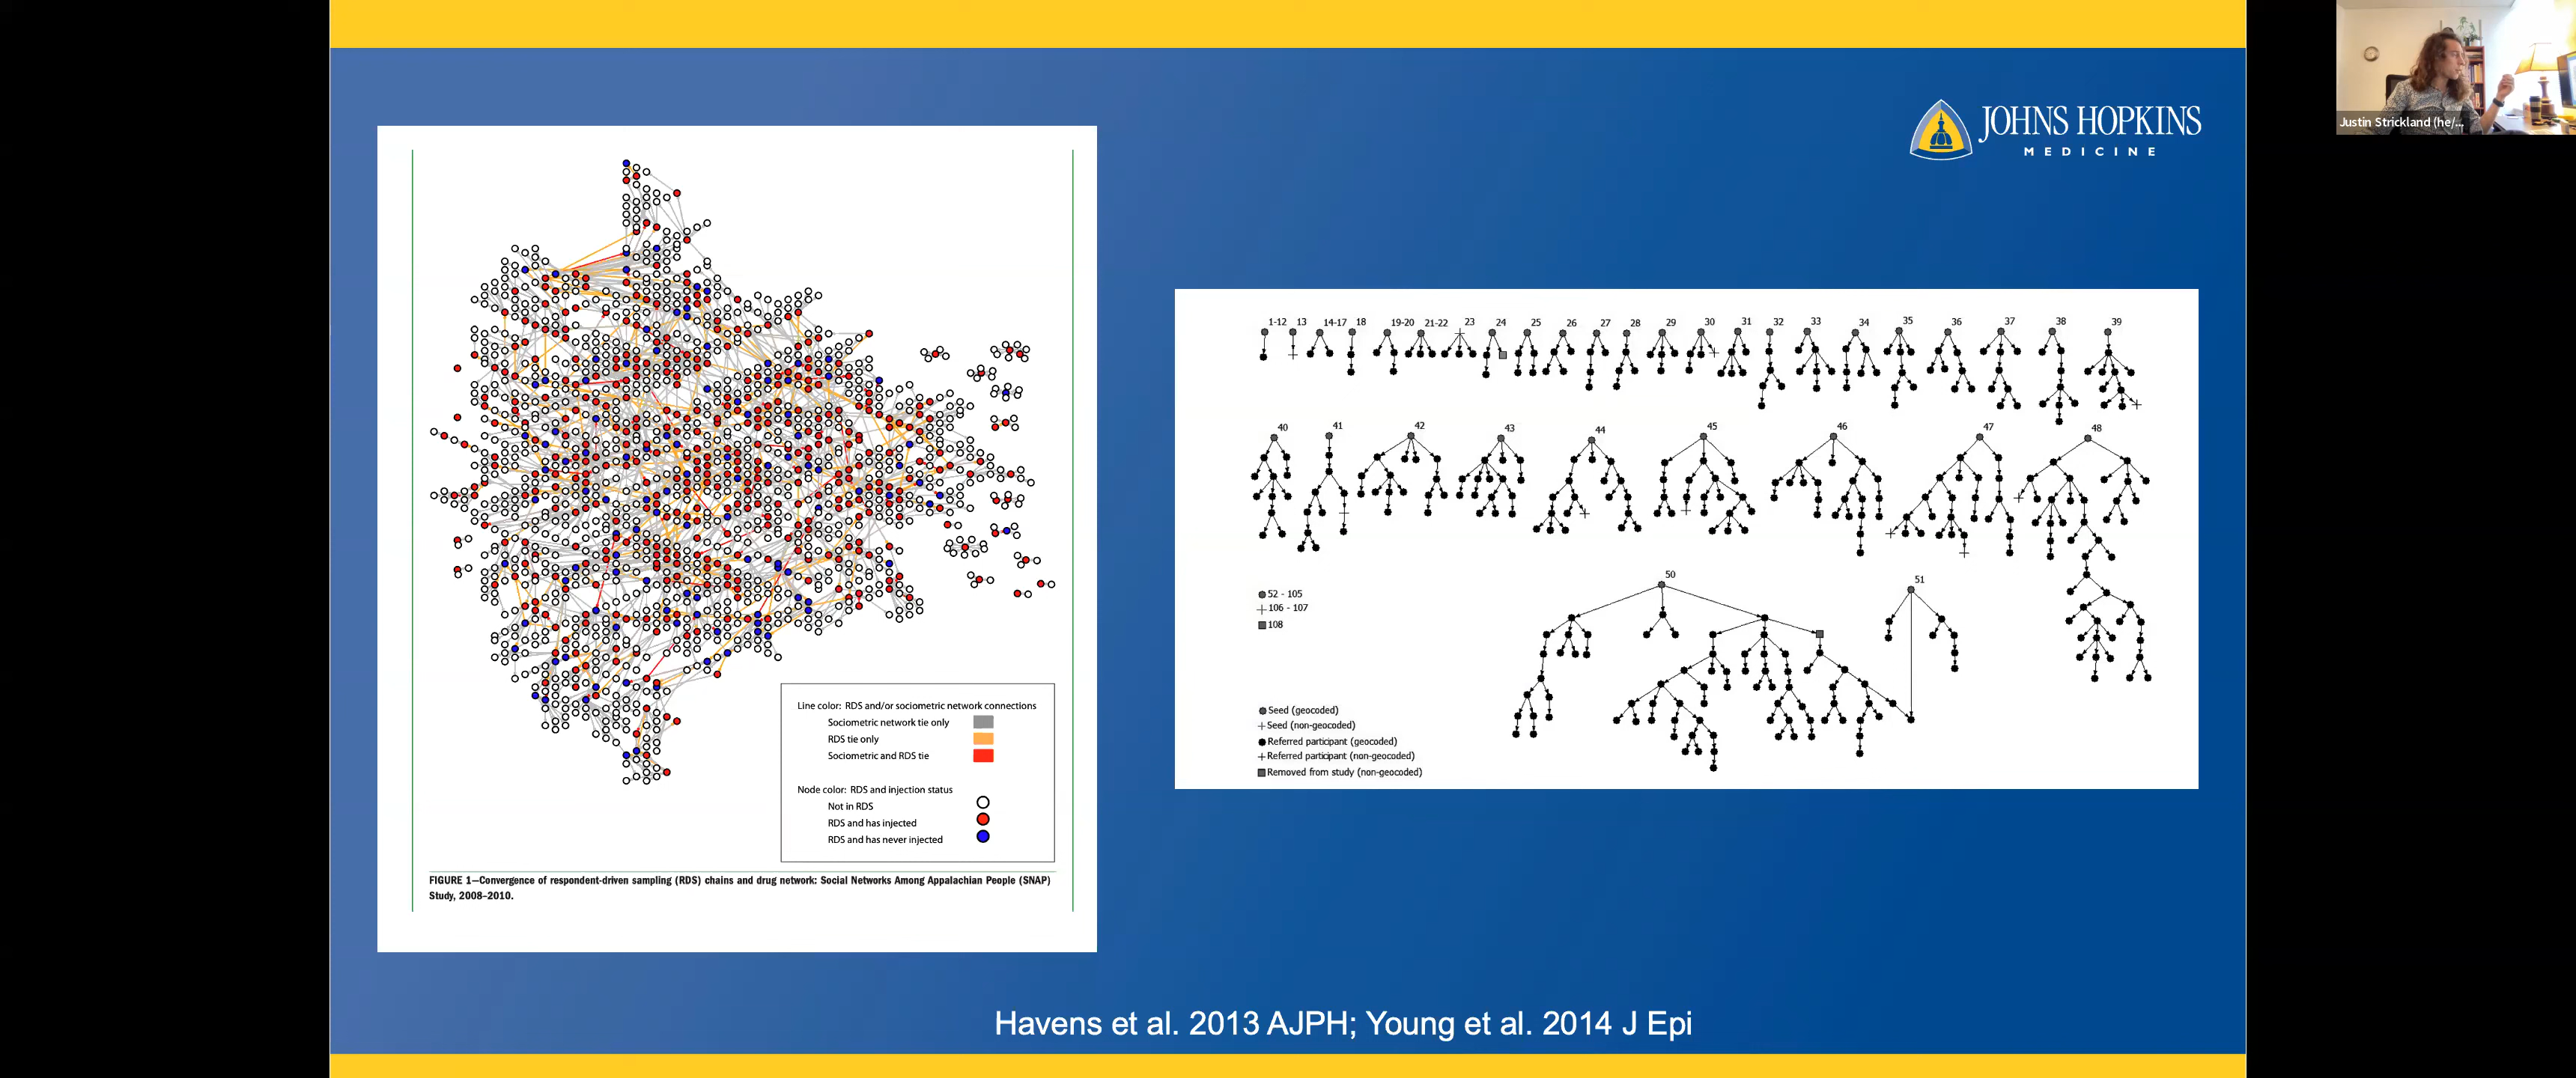 JOHNS HOPKINS
MEDICINE
Justin Strickland (he/...
Line color: RDS and/or sociometric network connections
Sociometric network tie only
RDS tie only
Sociometric and RDS tie
Node color: RDS and injection status
Not in RDS
RDS and has injected
RDS and has never injected
FIGURE 1—Convergence of respondent-driven sampling (RDS) chains and drug network: Social Networks Among Appalachian People (SNAP)
Study, 2008–2010.
1-12 13 14-17 18 19-20 21-22 23 24 25 26 27 28 29 30 31 32 33 34 35 36 37 38 39
40 41 42 43 44 45 46 47 48
50 51
52 - 105
106 - 107
108
Seed (geocoded)
Seed (non-geocoded)
Referred participant (geocoded)
Referred participant (non-geocoded)
Removed from study (non-geocoded)
Havens et al. 2013 AJPH; Young et al. 2014 J Epi